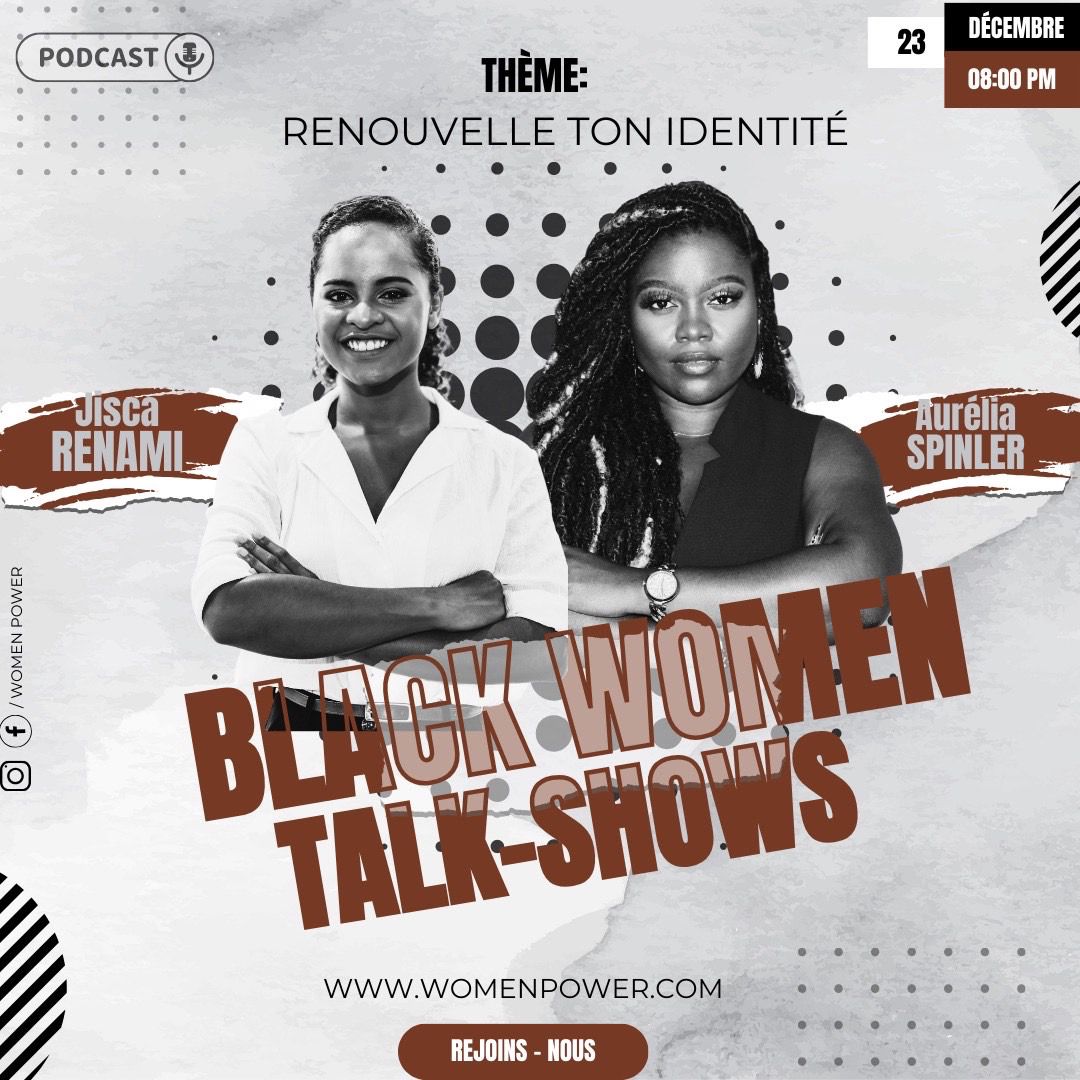 PODCAST
23
DÉCEMBRE
08:00 PM
THÈME:
RENOUVELLE TON IDENTITÉ
Jisca
RENAMI
Aurélia
SPINLER
/ WOMEN POWER
BLACK WOMEN
TALK-SHOWS
WWW.WOMENPOWER.COM
REJOINS - NOUS